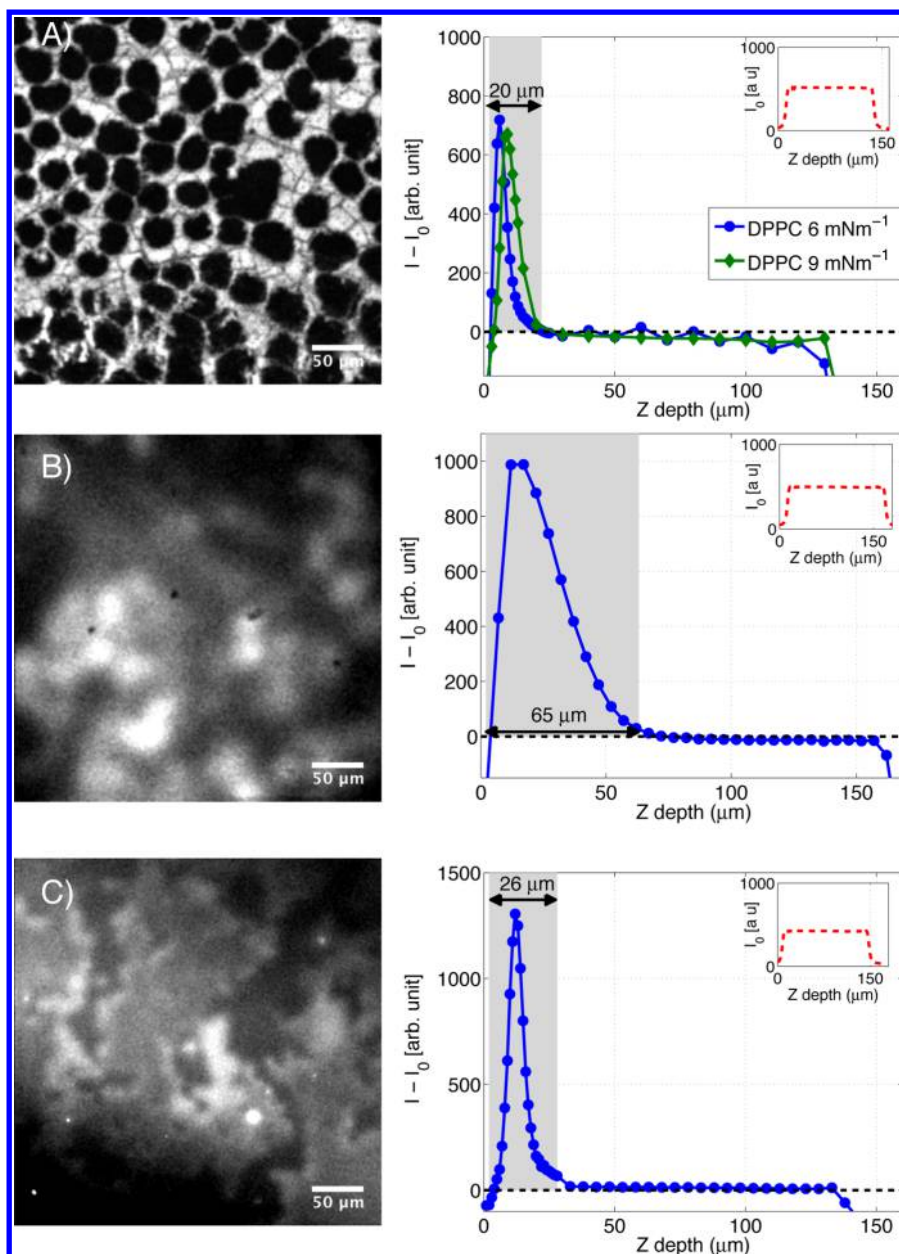 A)
50 μm
1000
800
600
400
200
0
I − I0 [arb. unit]
20 μm
1000
0
I0 [a u]
0
150
Z depth (μm)
DPPC 6 mNm−1
DPPC 9 mNm−1
0
50
100
150
Z depth (μm)
B)
50 μm
1000
800
600
400
200
0
I − I0 [arb. unit]
65 μm
1000
0
I0 [a u]
0
150
Z depth (μm)
0
50
100
150
Z depth (μm)
C)
50 μm
1500
1000
500
0
I − I0 [arb. unit]
26 μm
1000
0
I0 [a u]
0
150
Z depth (μm)
0
50
100
150
Z depth (μm)